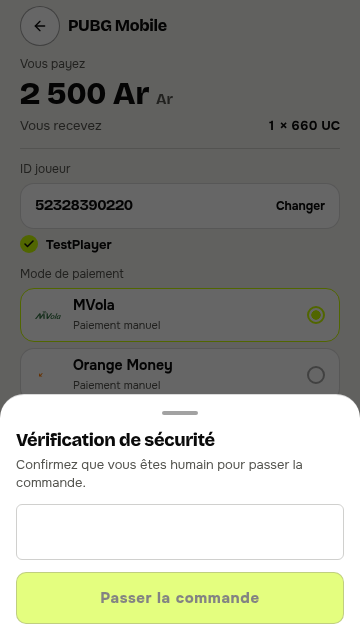 PUBG Mobile
Vous payez
2 500 Ar Ar
Vous recevez
1 × 660 UC
ID joueur
52328390220
Changer
TestPlayer
Mode de paiement
MVola
MVola
Paiement manuel
Orange Money
Paiement manuel
Vérification de sécurité
Confirmez que vous êtes humain pour passer la
commande.
Passer la commande